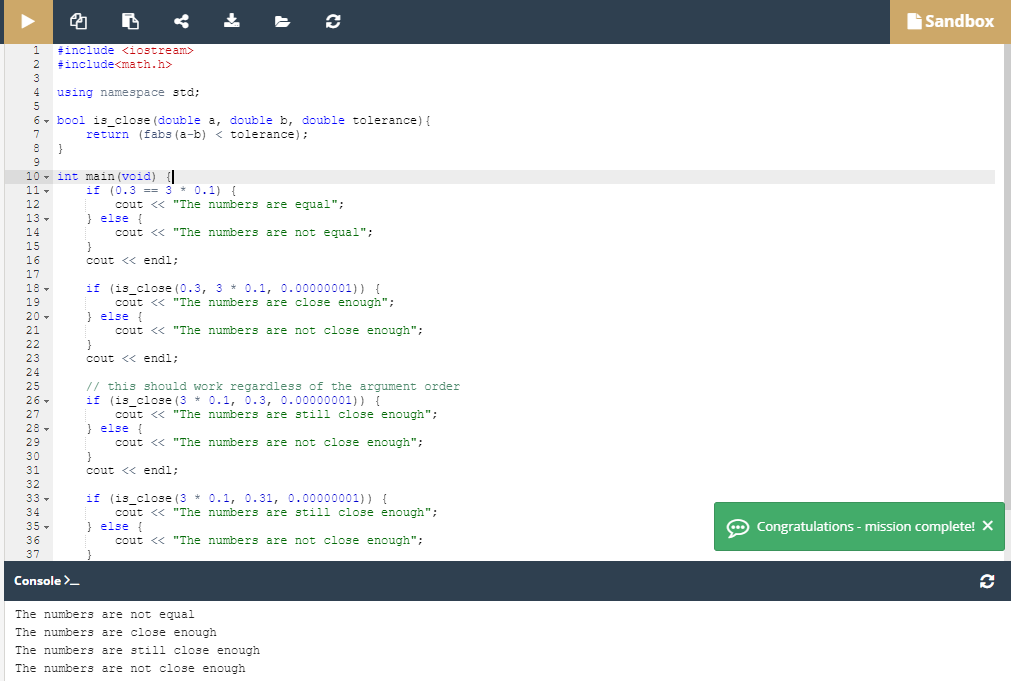 Sandbox
1 #include <iostream>
2 #include<math.h>
3
4 using namespace std;
5
6 bool is_close(double a, double b, double tolerance){
7     return (fabs(a-b) < tolerance);
8 }
9
10 int main(void) {
11     if (0.3 == 3 * 0.1) {
12         cout << "The numbers are equal";
13     } else {
14         cout << "The numbers are not equal";
15     }
16     cout << endl;
17
18     if (is_close(0.3, 3 * 0.1, 0.00000001)) {
19         cout << "The numbers are close enough";
20     } else {
21         cout << "The numbers are not close enough";
22     }
23     cout << endl;
24
25     // this should work regardless of the argument order
26     if (is_close(3 * 0.1, 0.3, 0.00000001)) {
27         cout << "The numbers are still close enough";
28     } else {
29         cout << "The numbers are not close enough";
30     }
31     cout << endl;
32
33     if (is_close(3 * 0.1, 0.31, 0.00000001)) {
34         cout << "The numbers are still close enough";
35     } else {
36         cout << "The numbers are not close enough";
37     }
Congratulations - mission complete!
Console >_
The numbers are not equal
The numbers are close enough
The numbers are still close enough
The numbers are not close enough